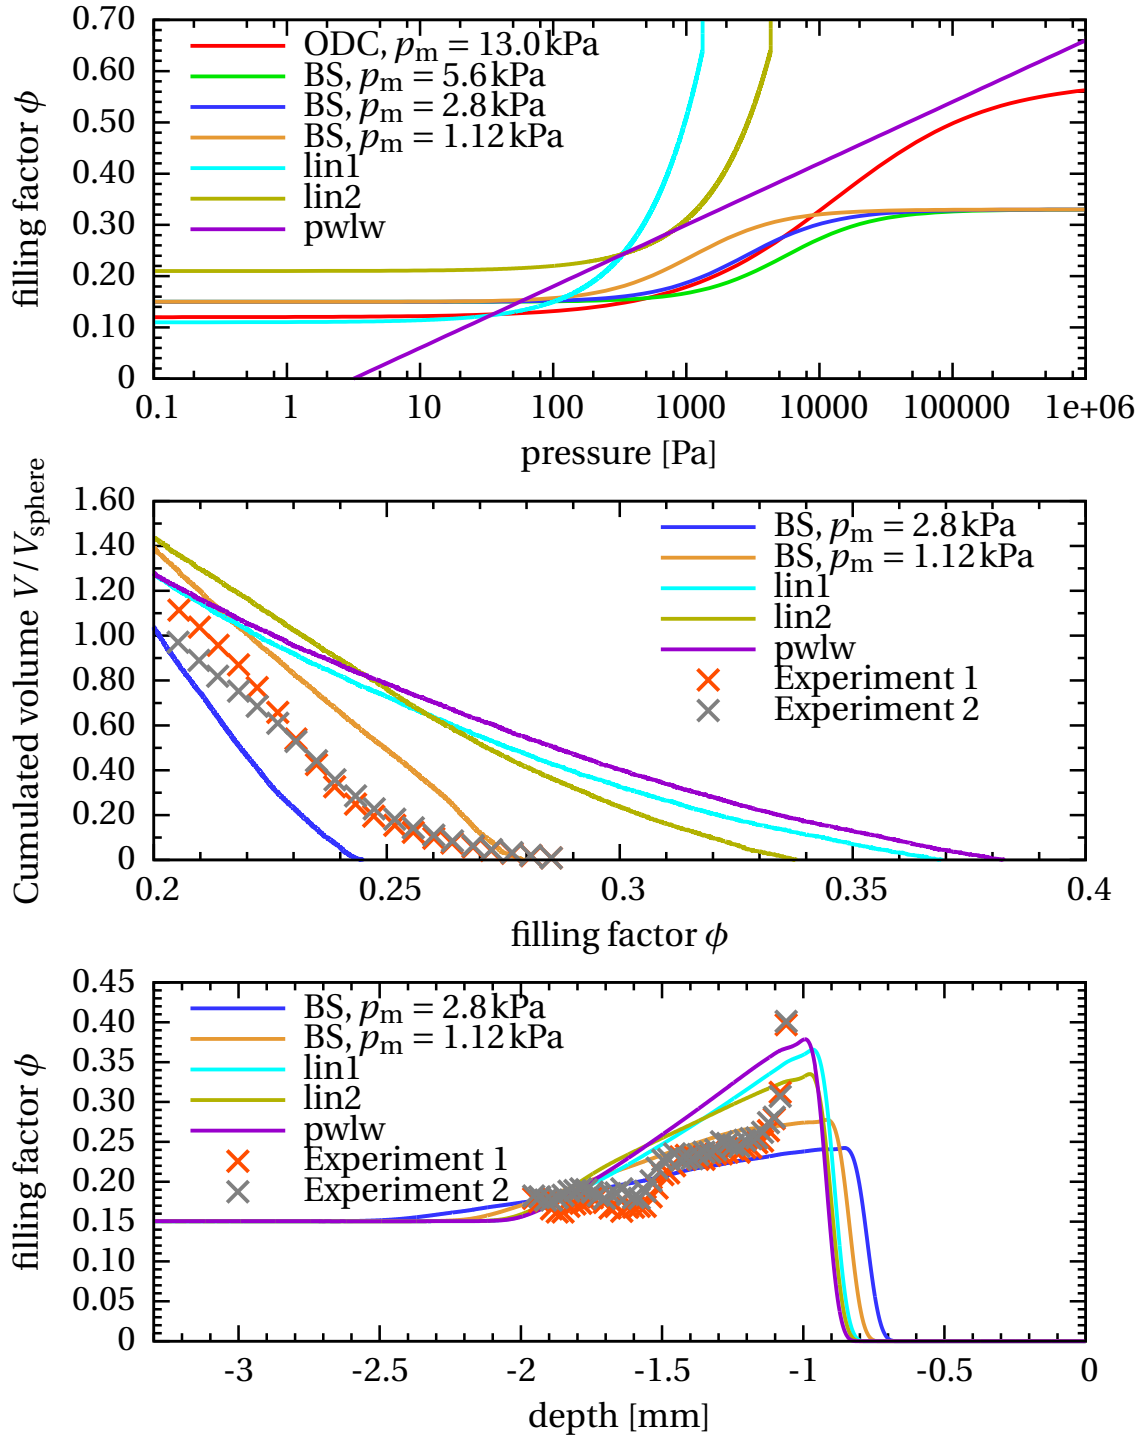 0.70
0.60
0.50
0.40
0.30
0.20
0.10
0
filling factor ϕ
ODC, pm = 13.0 kPa
BS, pm = 5.6 kPa
BS, pm = 2.8 kPa
BS, pm = 1.12 kPa
lin1
lin2
pwlw
0.1 1 10 100 1000 10000 100000 1e+06
pressure [Pa]
1.60
1.40
1.20
1.00
0.80
0.60
0.40
0.20
0
Cumulated volume V / Vsphere
BS, pm = 2.8 kPa
BS, pm = 1.12 kPa
lin1
lin2
pwlw
Experiment 1
Experiment 2
0.2 0.25 0.3 0.35 0.4
filling factor ϕ
0.45
0.40
0.35
0.30
0.25
0.20
0.15
0.10
0.05
0
filling factor ϕ
BS, pm = 2.8 kPa
BS, pm = 1.12 kPa
lin1
lin2
pwlw
Experiment 1
Experiment 2
-3 -2.5 -2 -1.5 -1 -0.5 0
depth [mm]